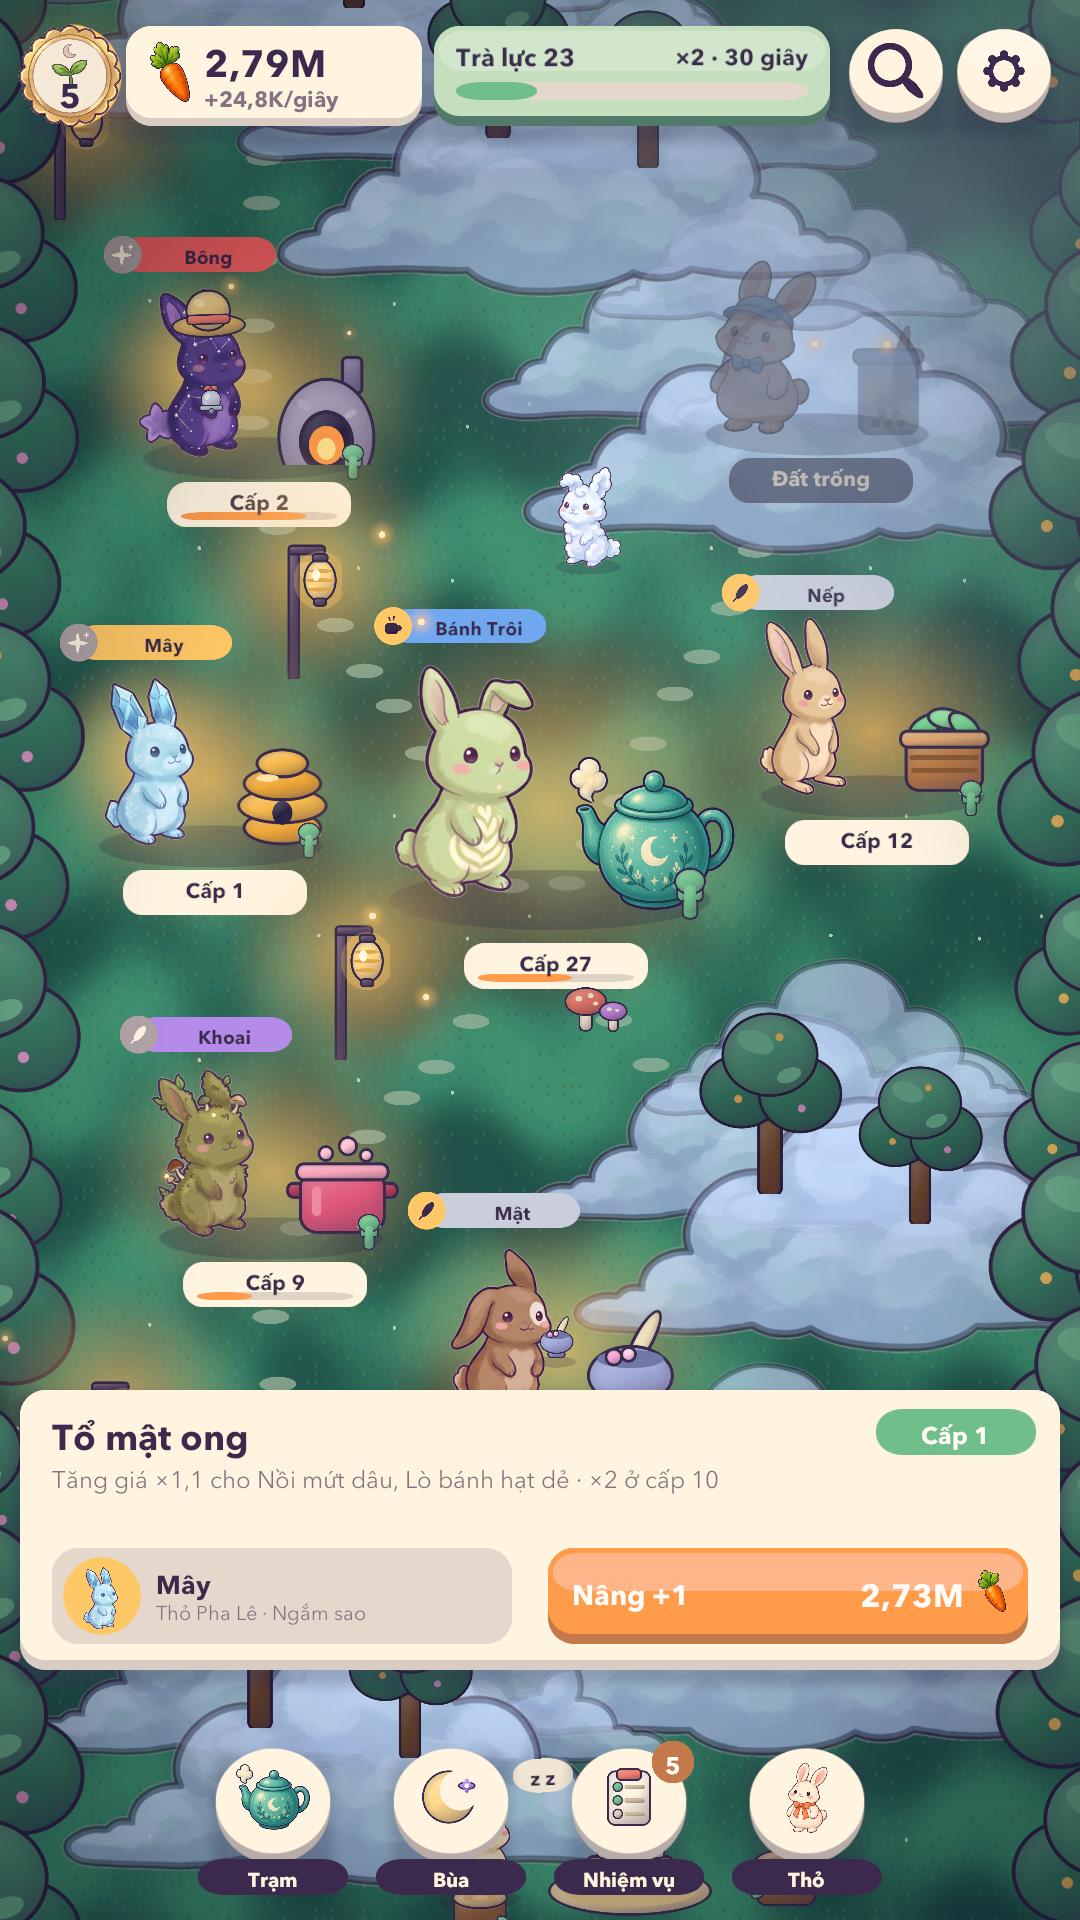 5
2,79M
+24,8K/giây
Trà lực 23
×2 · 30 giây
Bông
Cấp 2
Đất trống
Nếp
Cấp 12
Mây
Cấp 1
Bánh Trôi
Cấp 27
Khoai
Cấp 9
Mật
Tổ mật ong
Cấp 1
Tăng giá ×1,1 cho Nồi mứt dâu, Lò bánh hạt dẻ · ×2 ở cấp 10
Mây
Thỏ Pha Lê · Ngắm sao
Nâng +1
2,73M
z z
5
Trạm
Bùa
Nhiệm vụ
Thỏ